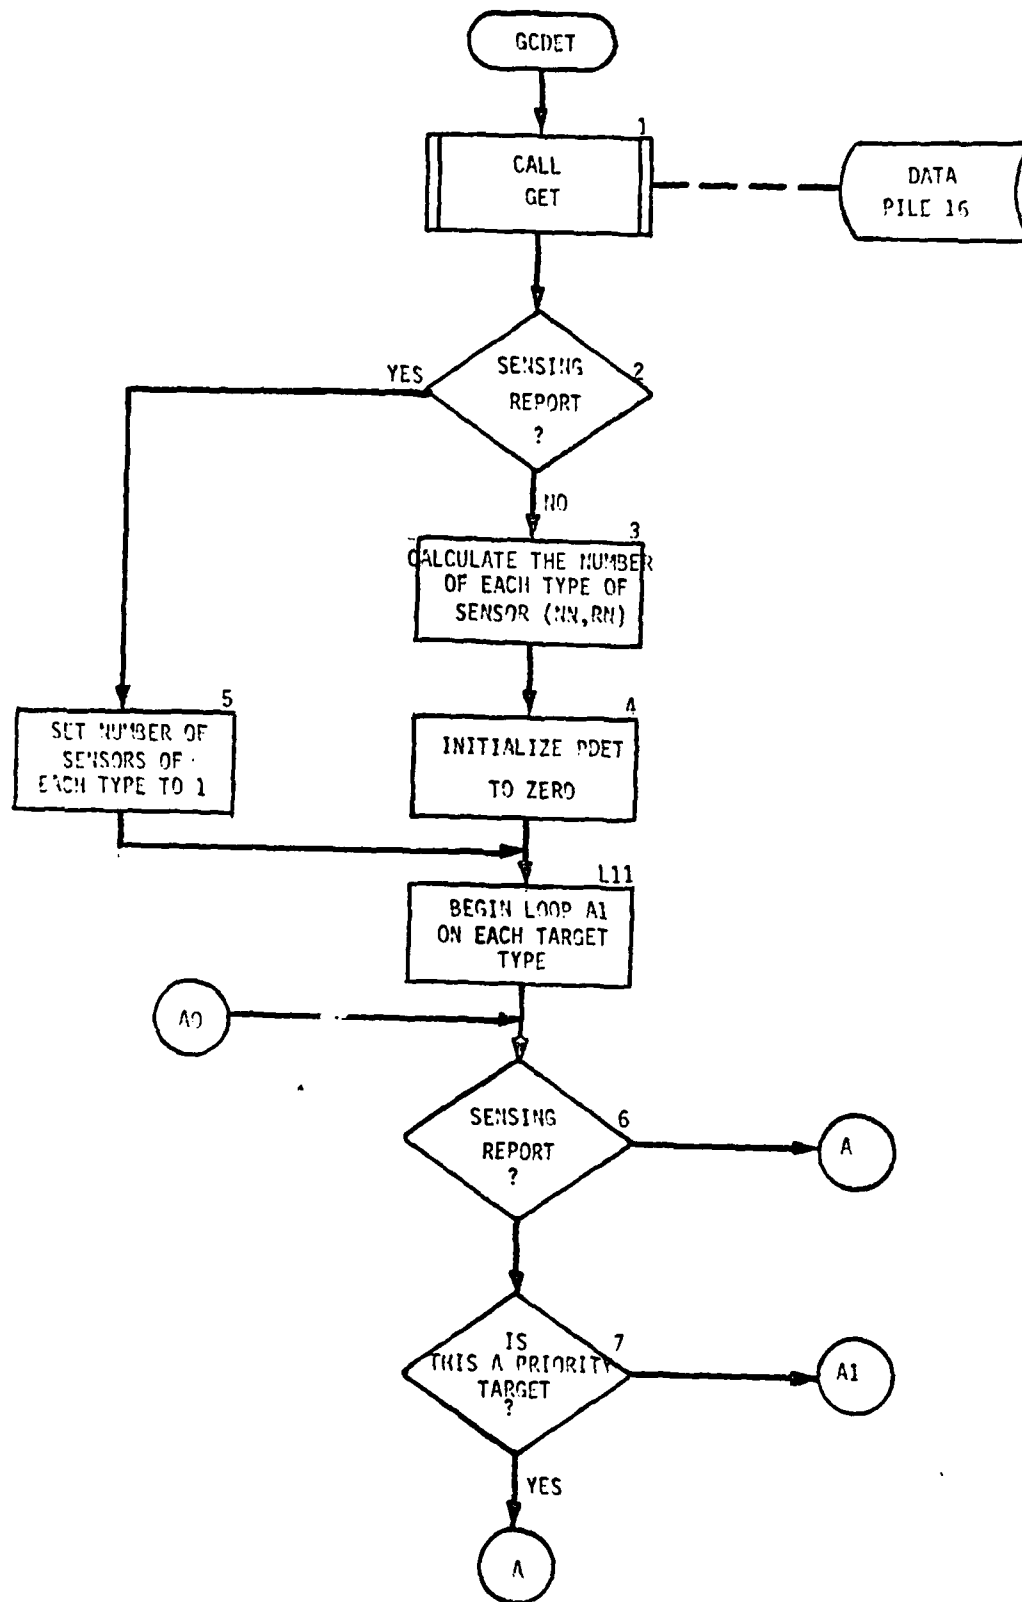 GCDET
1
CALL
GET
DATA
PILE 16
2
SENSING
REPORT
?
YES
NO
3
CALCULATE THE NUMBER
OF EACH TYPE OF
SENSOR (NN,RN)
5
SET NUMBER OF
SENSORS OF
EACH TYPE TO 1
4
INITIALIZE PDET
TO ZERO
L11
BEGIN LOOP A1
ON EACH TARGET
TYPE
A0
6
SENSING
REPORT
?
A
7
IS
THIS A PRIORITY
TARGET
?
A1
YES
A